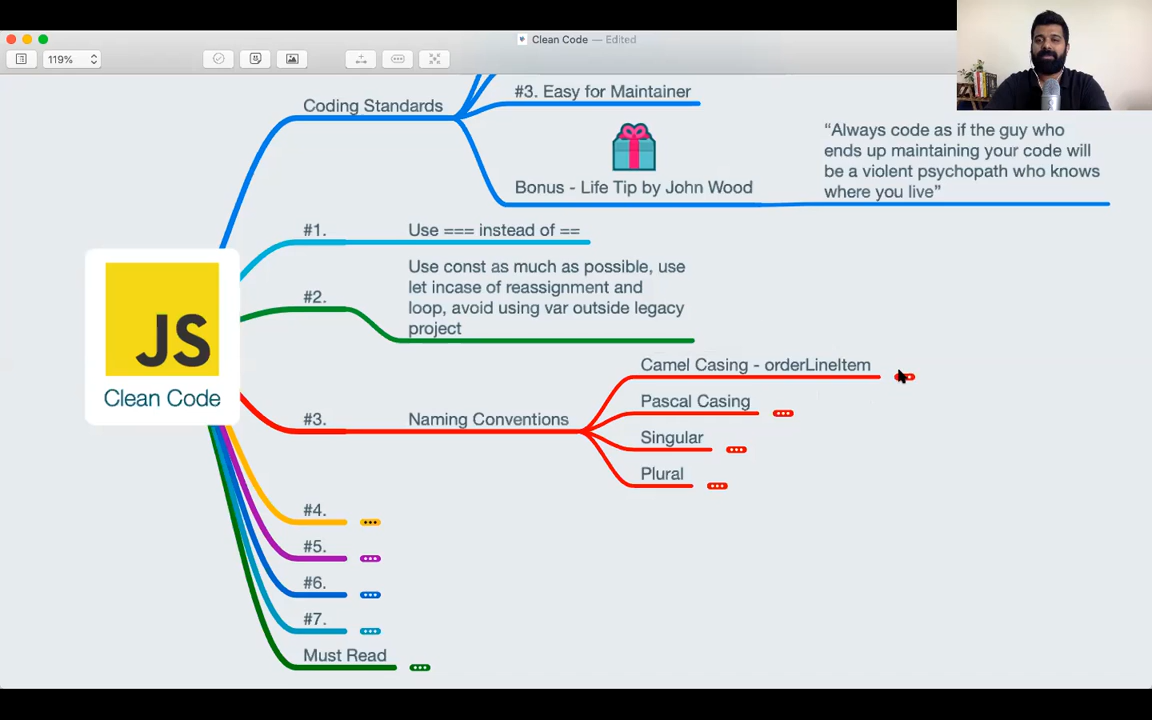 Clean Code — Edited
119%
Coding Standards
#3. Easy for Maintainer
Bonus - Life Tip by John Wood
“Always code as if the guy who
ends up maintaining your code will
be a violent psychopath who knows
where you live”
#1.
Use === instead of ==
#2.
Use const as much as possible, use
let incase of reassignment and
loop, avoid using var outside legacy
project
JS
Clean Code
#3.
Naming Conventions
Camel Casing - orderLineItem
Pascal Casing
Singular
Plural
#4.
#5.
#6.
#7.
Must Read